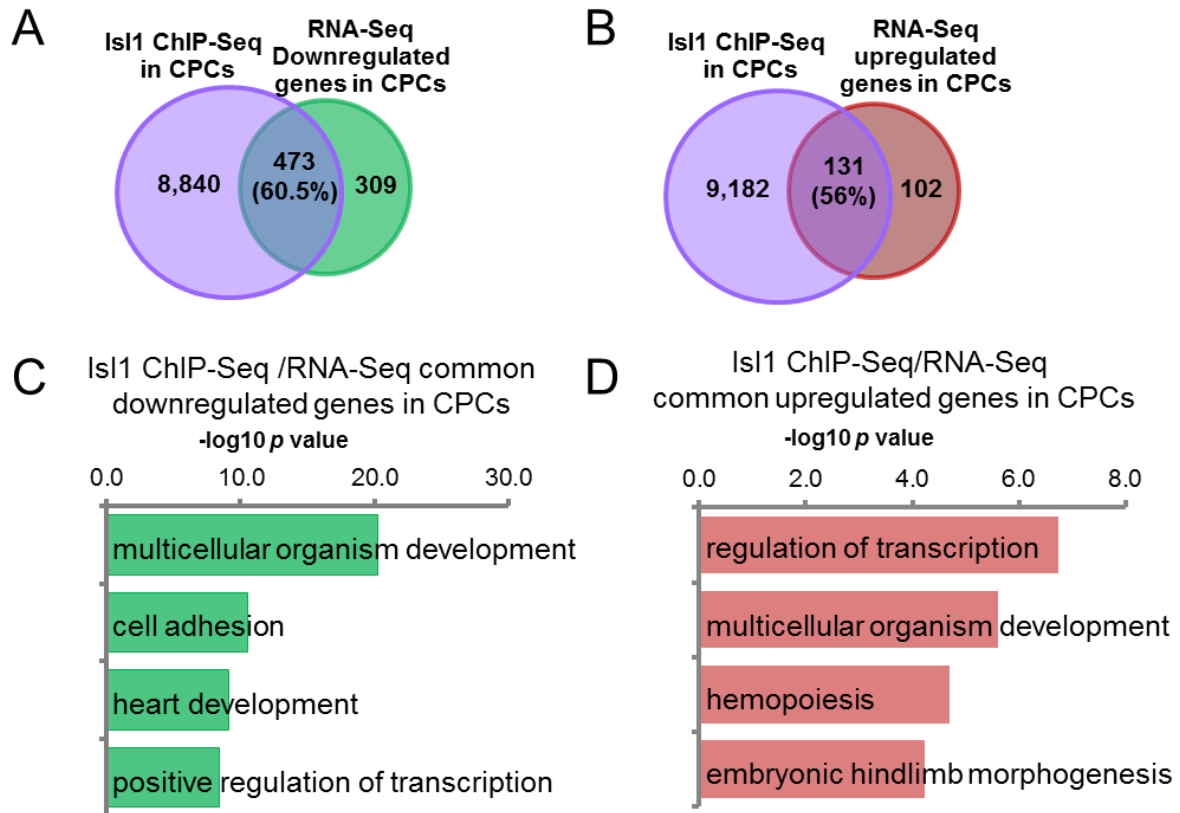 A
Isl1 ChIP-Seq
in CPCs
RNA-Seq
Downregulated
genes in CPCs
8,840
473
(60.5%)
309
B
Isl1 ChIP-Seq
in CPCs
RNA-Seq
upregulated
genes in CPCs
9,182
131
(56%)
102
C
Isl1 ChIP-Seq /RNA-Seq common
downregulated genes in CPCs
-log10 p value
0.0 10.0 20.0 30.0
multicellular organism development
cell adhesion
heart development
positive regulation of transcription
D
Isl1 ChIP-Seq/RNA-Seq
common upregulated genes in CPCs
-log10 p value
0.0 2.0 4.0 6.0 8.0
regulation of transcription
multicellular organism development
hemopoiesis
embryonic hindlimb morphogenesis